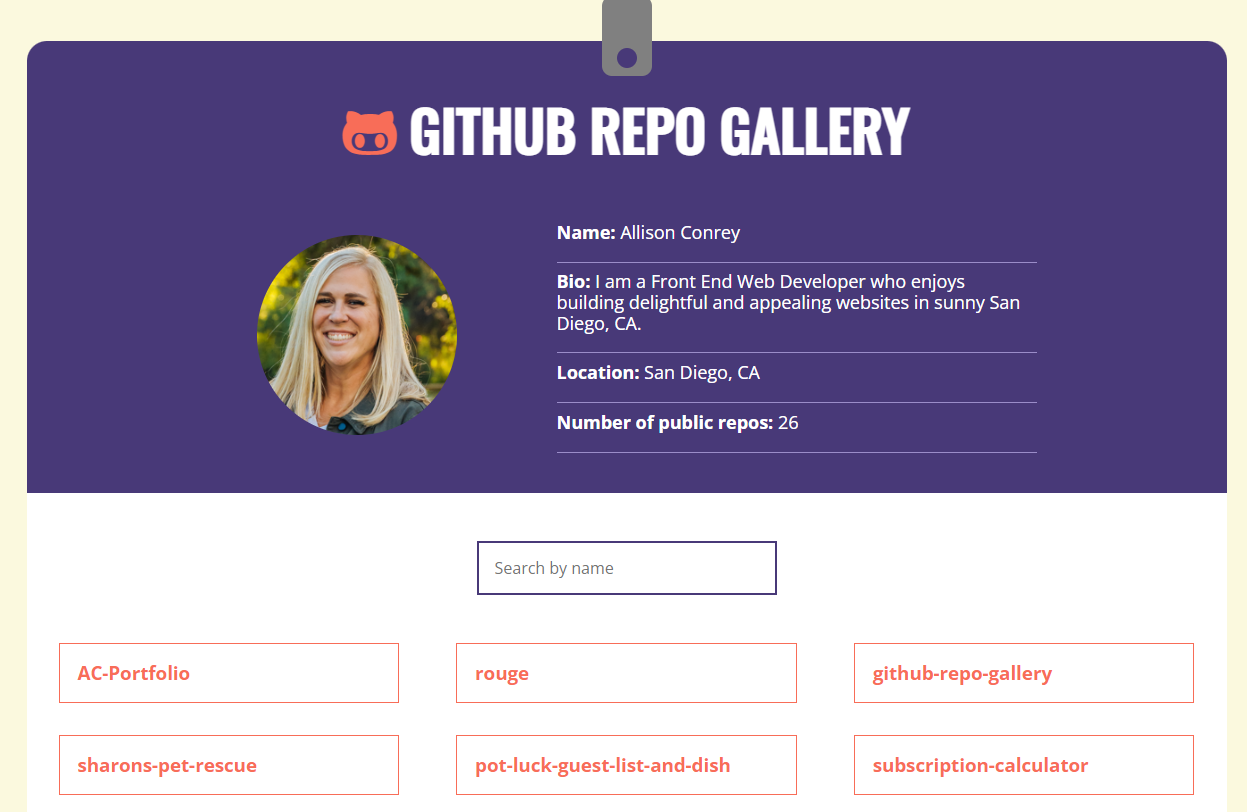 GITHUB REPO GALLERY
Name: Allison Conrey
Bio: I am a Front End Web Developer who enjoys
building delightful and appealing websites in sunny San
Diego, CA.
Location: San Diego, CA
Number of public repos: 26
Search by name
AC-Portfolio
rouge
github-repo-gallery
sharons-pet-rescue
pot-luck-guest-list-and-dish
subscription-calculator